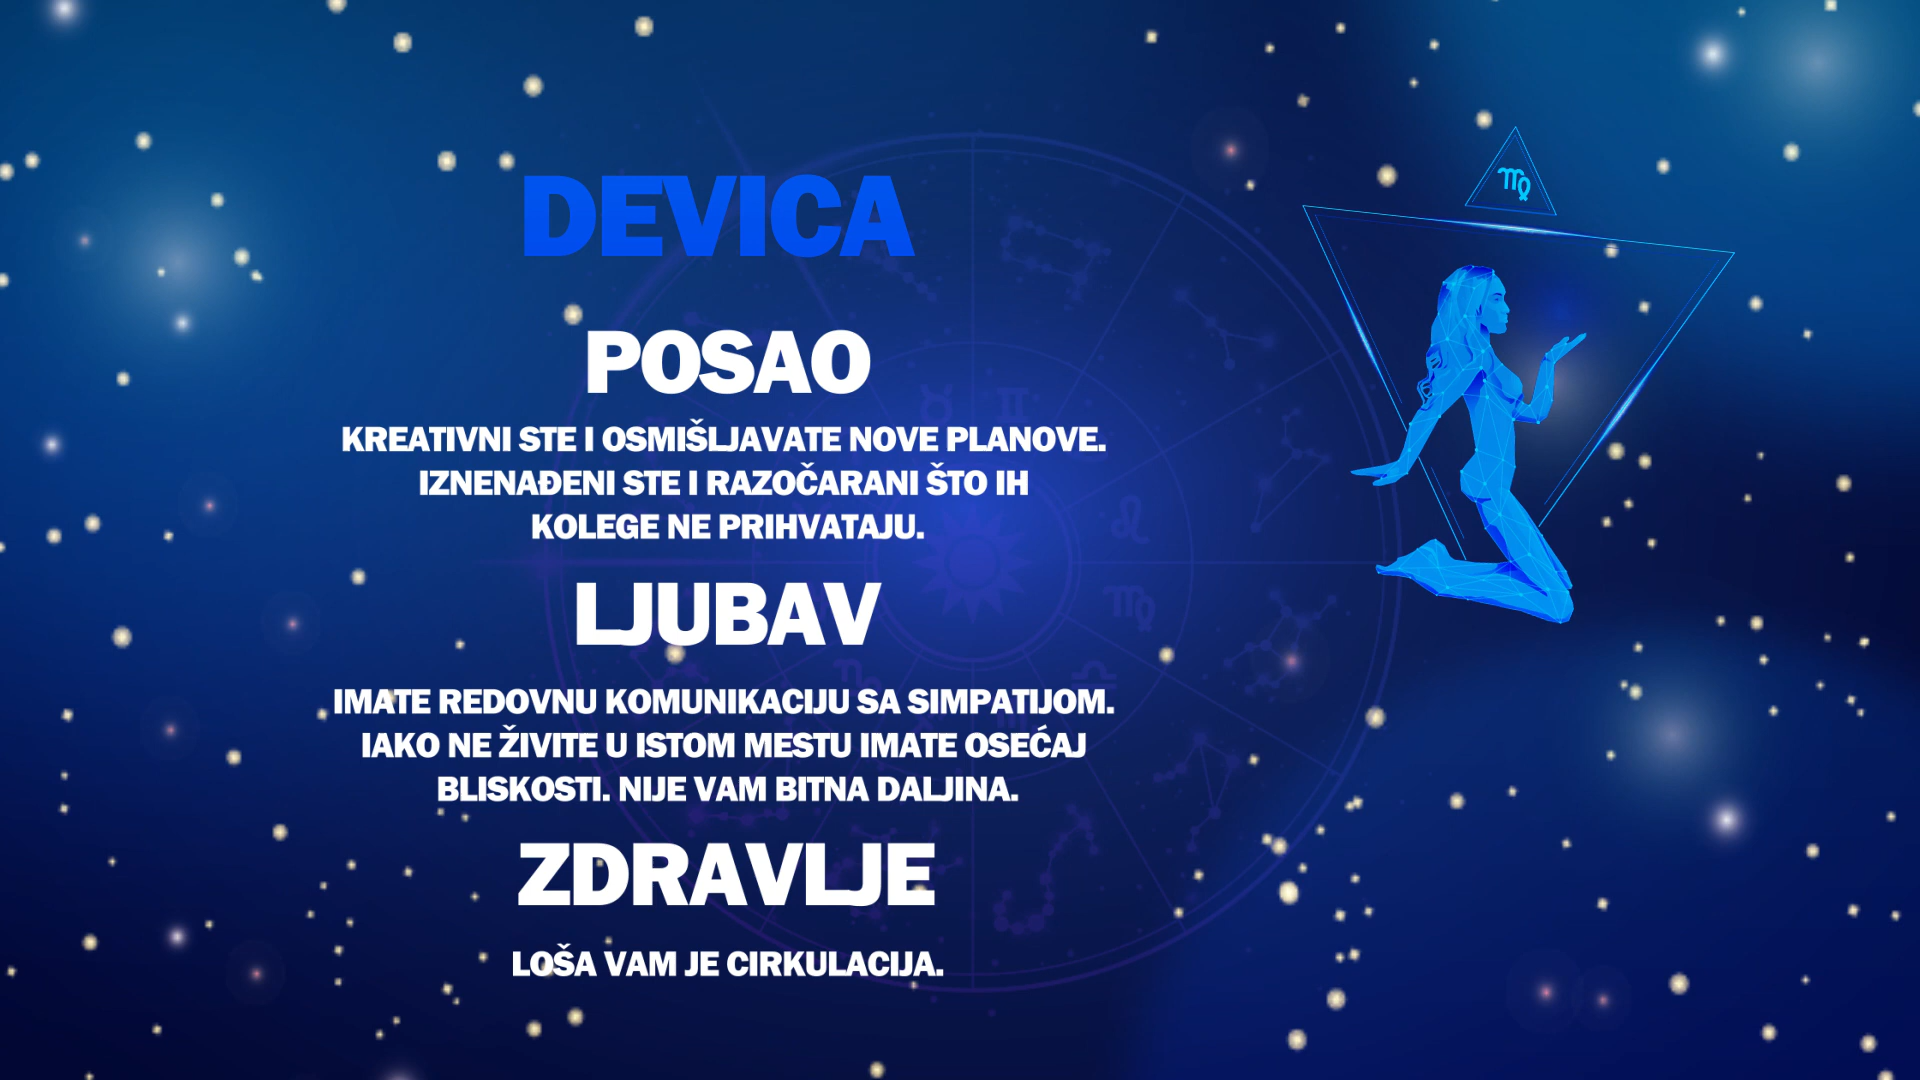 DEVICA
POSAO
KREATIVNI STE I OSMIŠLJAVATE NOVE PLANOVE.
IZNENAĐENI STE I RAZOČARANI ŠTO IH
KOLEGE NE PRIHVATAJU.
LJUBAV
IMATE REDOVNU KOMUNIKACIJU SA SIMPATIJOM.
IAKO NE ŽIVITE U ISTOM MESTU IMATE OSEĆAJ
BLISKOSTI. NIJE VAM BITNA DALJINA.
ZDRAVLJE
LOŠA VAM JE CIRKULACIJA.